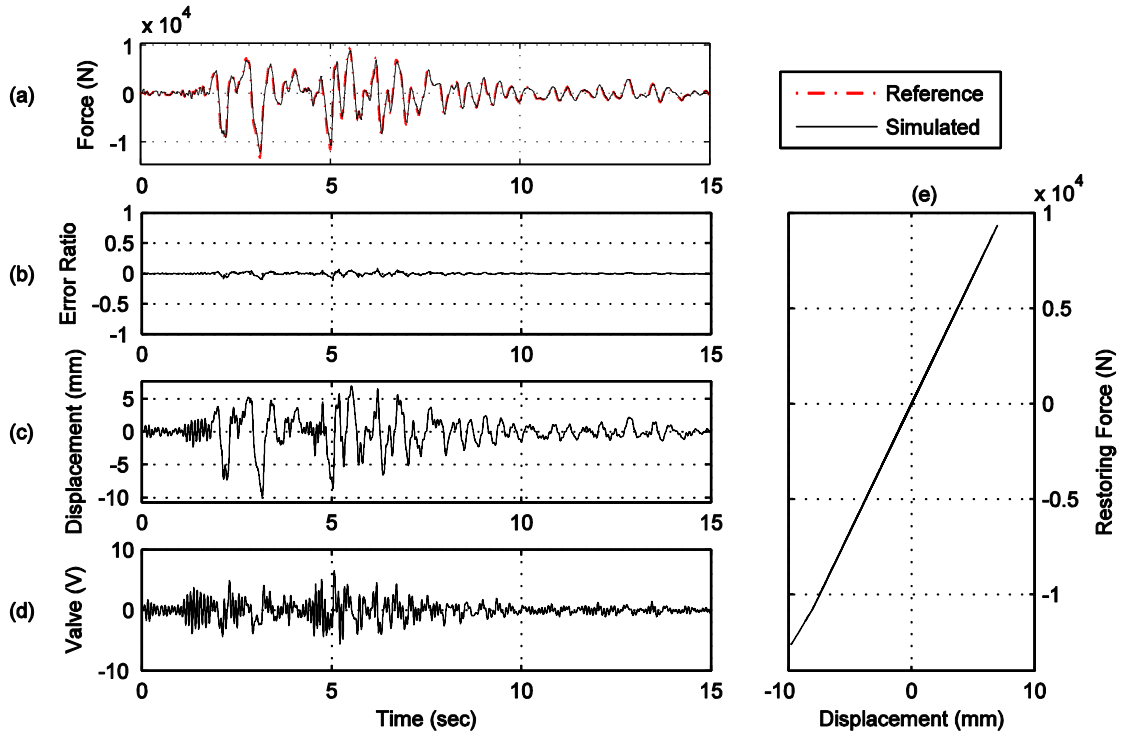 x 10^4
(a)
Force (N)
1
0
-1
0
5
10
15
Reference
Simulated
(b)
Error Ratio
1
0.5
0
-0.5
-1
0
5
10
15
(c)
Displacement (mm)
5
0
-5
-10
0
5
10
15
(d)
Valve (V)
10
0
-10
0
5
10
15
Time (sec)
(e)
x 10^4
1
0.5
0
-0.5
-1
Restoring Force (N)
-10
0
10
Displacement (mm)